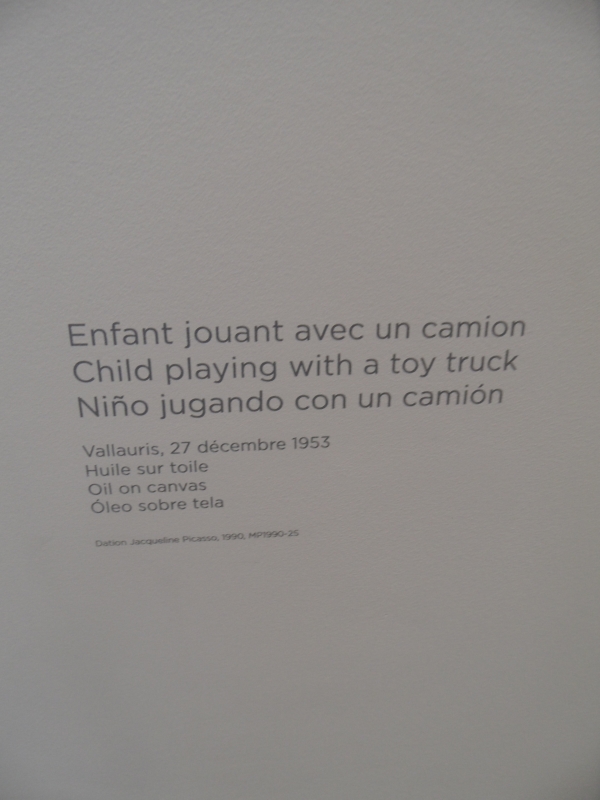 Enfant jouant avec un camion
Child playing with a toy truck
Niño jugando con un camión
Vallauris, 27 décembre 1953
Huile sur toile
Oil on canvas
Óleo sobre tela
Dation Jacqueline Picasso, 1990, MP1990-25